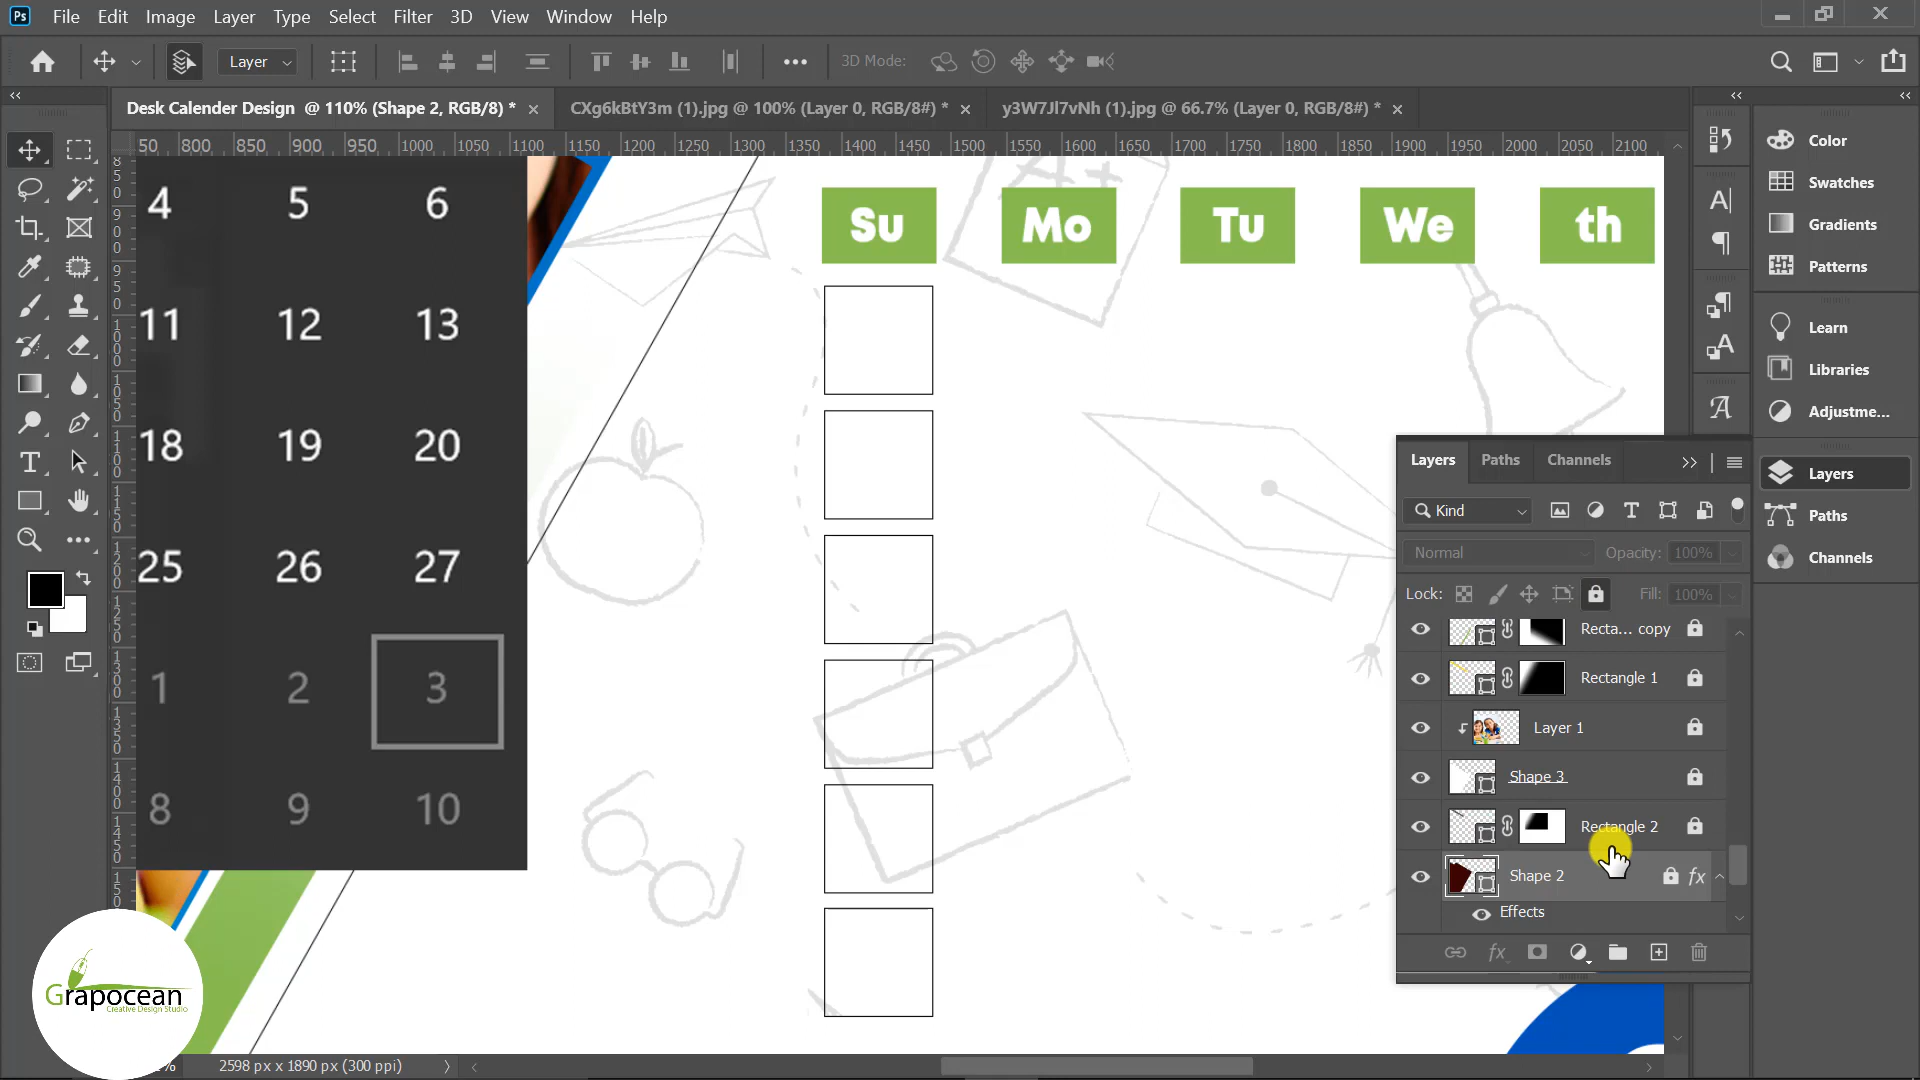 Ps File Edit Image Layer Type Select Filter 3D View Window Help
Layer 3D Mode:
Desk Calender Design @ 110% (Shape 2, RGB/8) * CXg6kBtY3m (1).jpg @ 100% (Layer 0, RGB/8#) * y3W7Jl7vNh (1).jpg @ 66.7% (Layer 0, RGB/8#) *
50 800 850 900 950 1000 1050 1100 1150 1200 1250 1300 1350 1400 1450 1500 1550 1600 1650 1700 1750 1800 1850 1900 1950 2000 2050 2100
4 5 6
11 12 13
18 19 20
25 26 27
1 2 3
8 9 10
Su Mo Tu We th
Color
Swatches
Gradients
Patterns
Learn
Libraries
Adjustme...
Layers
Paths
Channels
Layers Paths Channels
Kind
Normal Opacity: 100%
Lock: Fill: 100%
Recta... copy
Rectangle 1
Layer 1
Shape 3
Rectangle 2
Shape 2 fx
Effects
fx
Grapocean
Creative Design Studio
% 2598 px x 1890 px (300 ppi)